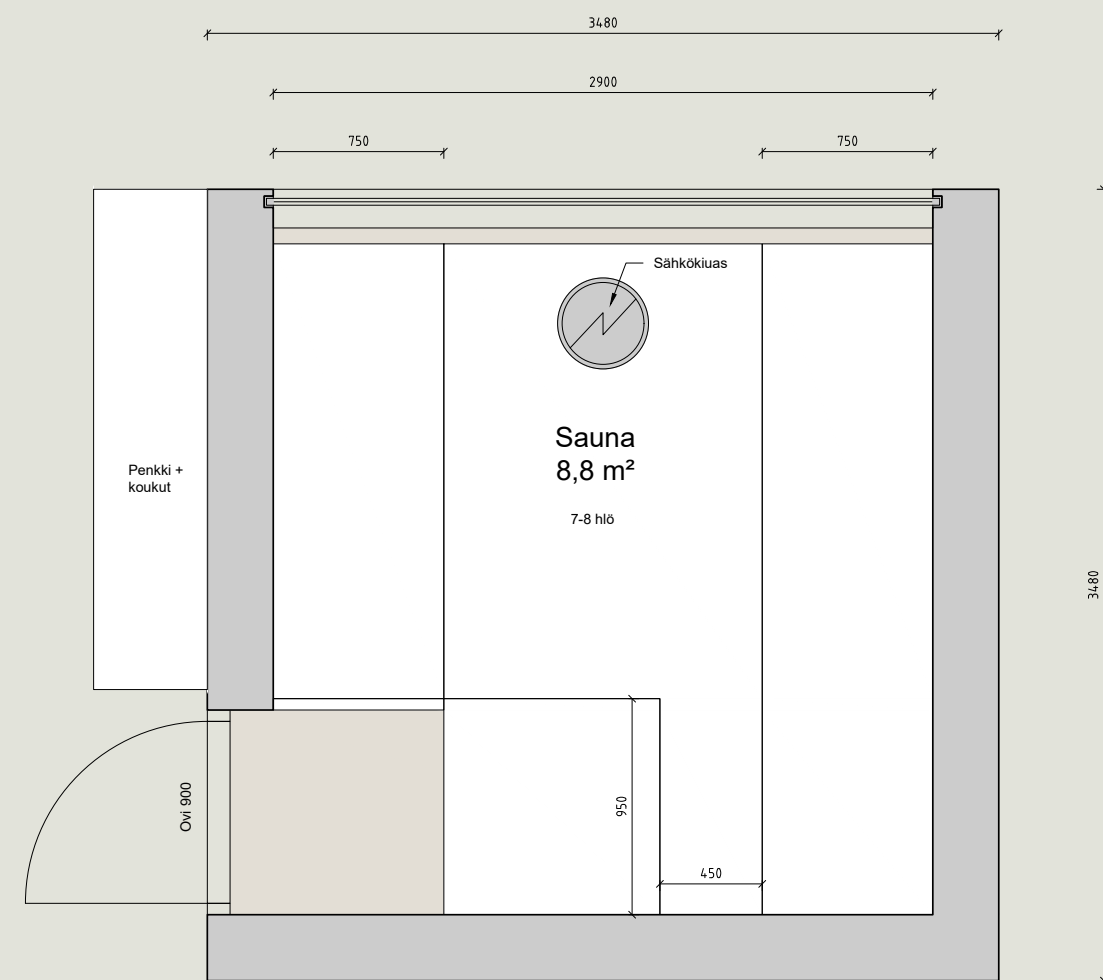 3480
2900
750
750
Sähkökiuas
Sauna
8,8 m²
Penkki +
koukut
7-8 hlö
3480
Ovi 900
950
450